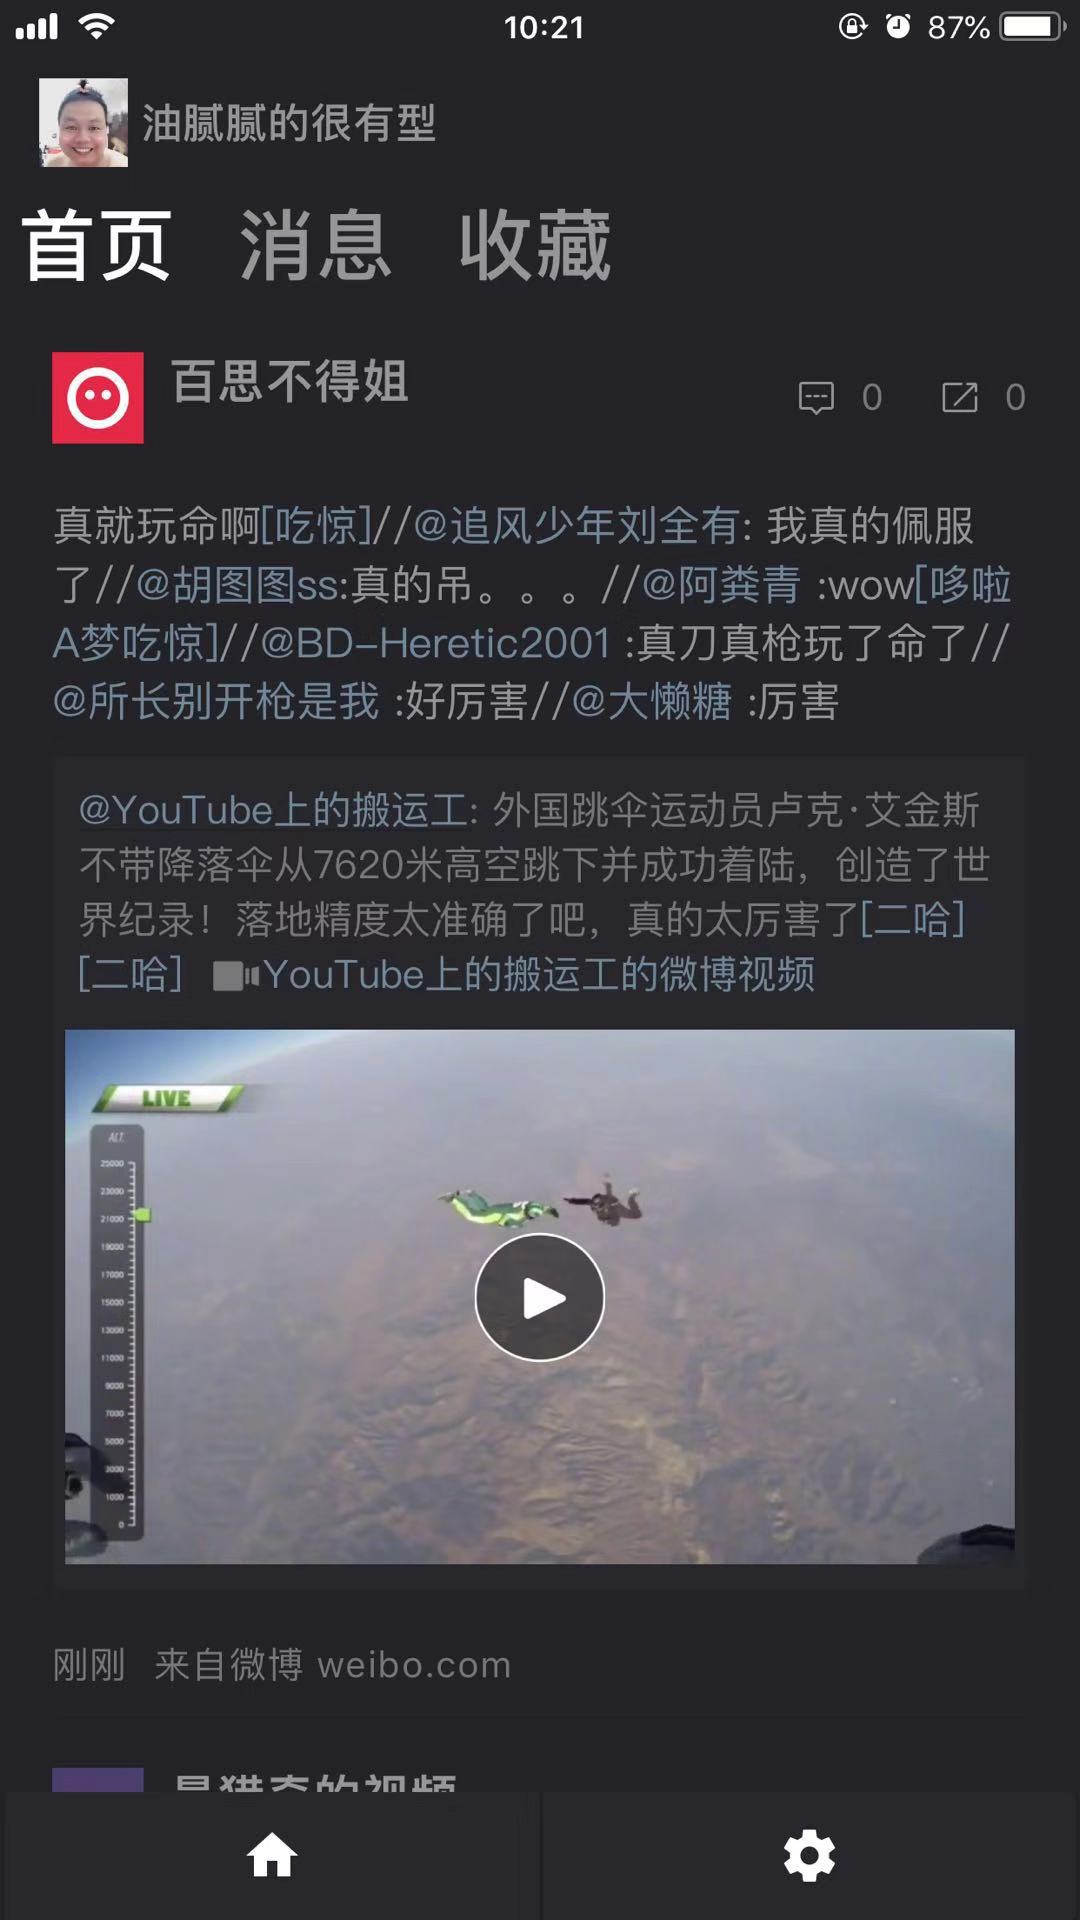 10:21
87%
油腻腻的很有型
首页 消息 收藏
百思不得姐
0 0
真就玩命啊[吃惊]//@追风少年刘全有: 我真的佩服
了//@胡图图ss:真的吊。。。//@阿粪青 :wow[哆啦
A梦吃惊]//@BD-Heretic2001 :真刀真枪玩了命了//
@所长别开枪是我 :好厉害//@大懒糖 :厉害
@YouTube上的搬运工: 外国跳伞运动员卢克·艾金斯
不带降落伞从7620米高空跳下并成功着陆，创造了世
界纪录！落地精度太准确了吧，真的太厉害了[二哈]
[二哈] YouTube上的搬运工的微博视频
LIVE
ALT.
25000
23000
21000
19000
17000
15000
13000
11000
9000
7000
5000
3000
1000
0
刚刚 来自微博 weibo.com